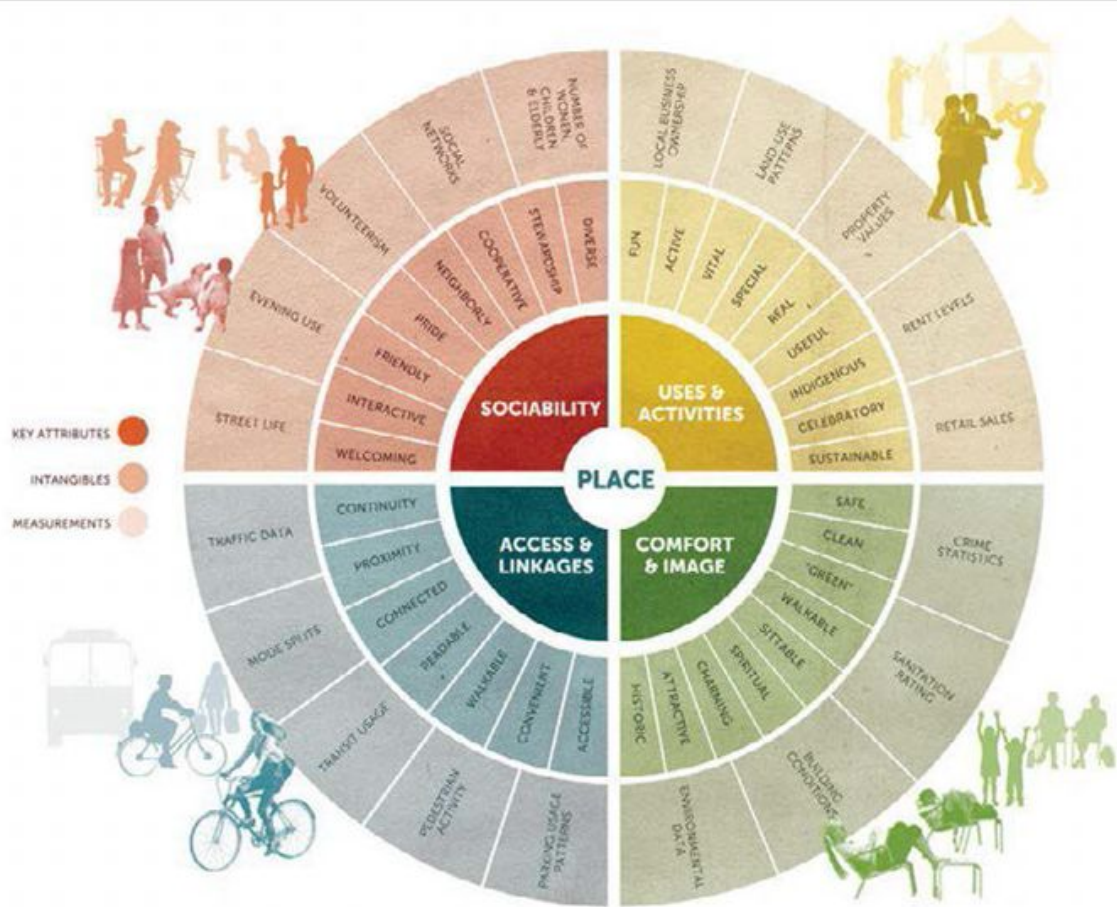 KEY ATTRIBUTES
INTANGIBLES
MEASUREMENTS
PLACE
SOCIABILITY
USES &
ACTIVITIES
ACCESS &
LINKAGES
COMFORT
& IMAGE
WELCOMING
INTERACTIVE
FRIENDLY
PRIDE
NEIGHBORLY
COOPERATIVE
STEWARDSHIP
DIVERSE
FUN
ACTIVE
VITAL
SPECIAL
REAL
USEFUL
INDIGENOUS
CELEBRATORY
SUSTAINABLE
SAFE
CLEAN
"GREEN"
WALKABLE
SITTABLE
SPIRITUAL
CHARMING
ATTRACTIVE
HISTORIC
ACCESSIBLE
CONVENIENT
WALKABLE
READABLE
CONNECTED
PROXIMITY
CONTINUITY
STREET LIFE
EVENING USE
VOLUNTEERISM
SOCIAL
NETWORKS
NUMBER OF
WOMEN,
CHILDREN
& ELDERLY
LOCAL BUSINESS
OWNERSHIP
LAND-USE
PATTERNS
PROPERTY
VALUES
RENT LEVELS
RETAIL SALES
CRIME
STATISTICS
SANITATION
RATING
BUILDING
CONDITIONS
ENVIRONMENTAL
DATA
PARKING USAGE
PATTERNS
PEDESTRIAN
ACTIVITY
TRANSIT USAGE
MODE SPLITS
TRAFFIC DATA